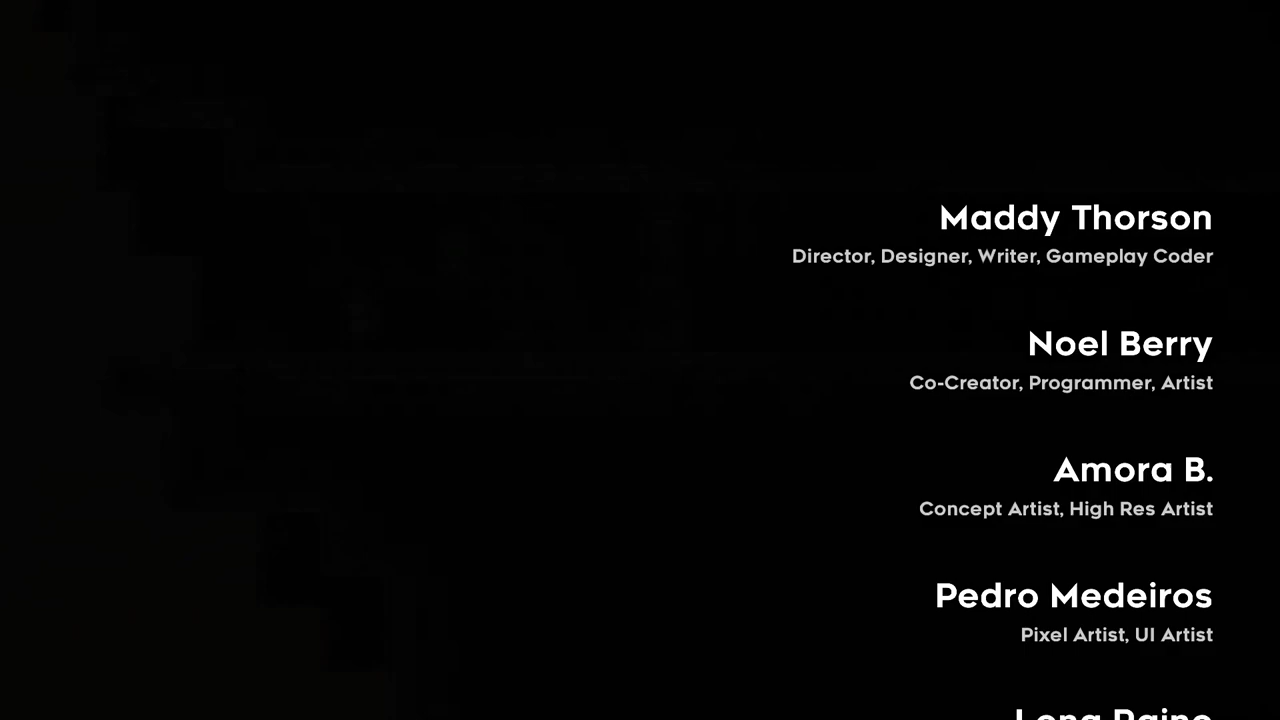 Maddy Thorson
Director, Designer, Writer, Gameplay Coder
Noel Berry
Co-Creator, Programmer, Artist
Amora B.
Concept Artist, High Res Artist
Pedro Medeiros
Pixel Artist, UI Artist